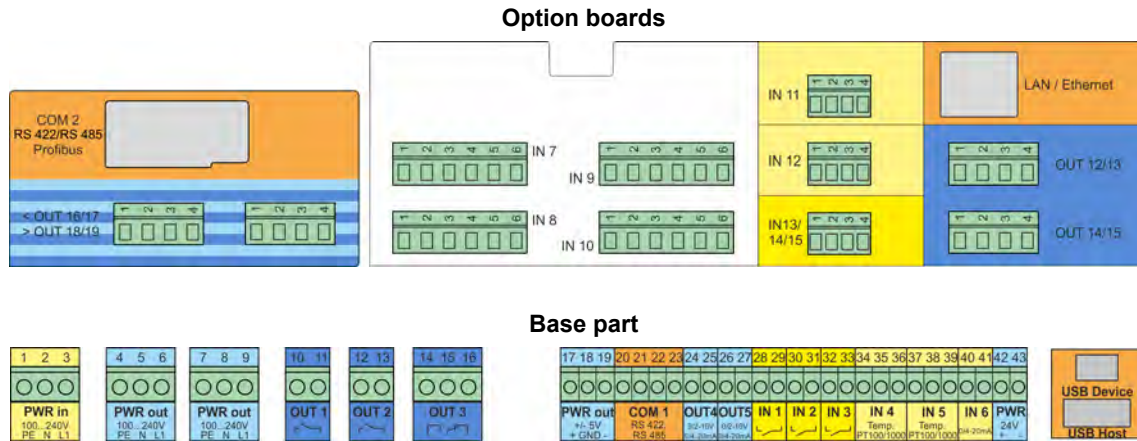 Option boards
COM 2
RS 422/RS 485
Profibus
< OUT 16/17
> OUT 18/19
1 2 3 4
1 2 3 4
1 2 3 4 5 6
IN 7
IN 9
1 2 3 4 5 6
1 2 3 4 5 6
IN 8
IN 10
1 2 3 4 5 6
IN 11
1 2 3 4
IN 12
1 2 3 4
IN13/
14/15
1 2 3 4
LAN / Ethernet
1 2 3 4
OUT 12/13
1 2 3 4
OUT 14/15
Base part
1 2 3
PWR in
100...240V
PE N L1
4 5 6
PWR out
100...240V
PE N L1
7 8 9
PWR out
100...240V
PE N L1
10 11
OUT 1
12 13
OUT 2
14 15 16
OUT 3
17 18 19 20 21 22 23 24 25 26 27 28 29 30 31 32 33 34 35 36 37 38 39 40 41 42 43
PWR out
+/- 5V
+ GND -
COM 1
RS 422
RS 485
OUT4
0/2-10V
0/4-20mA
OUT5
0/2-10V
0/4-20mA
IN 1
IN 2
IN 3
IN 4
Temp.
PT100/1000
IN 5
Temp.
PT100/1000
IN 6
0/4-20mA
PWR
24V
+ -
USB Device
USB Host